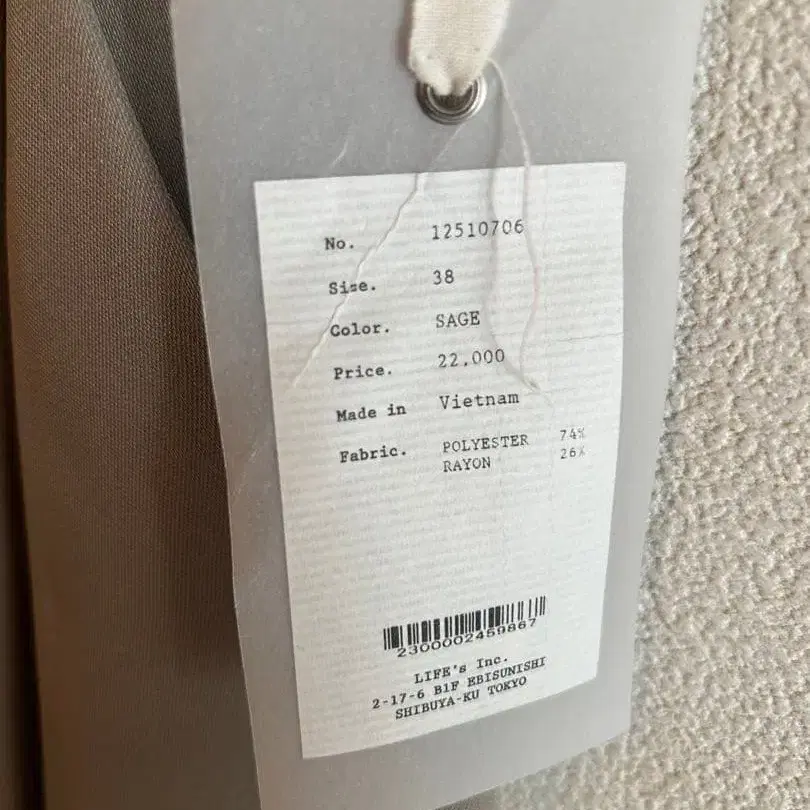 No. 12510706
Size. 38
Color. SAGE
Price. 22,000
Made in Vietnam
Fabric. POLYESTER 74%
RAYON 26%
2300002459867
LIFE's Inc.
2-17-6 B1F EBISUNISHI
SHIBUYA-KU TOKYO